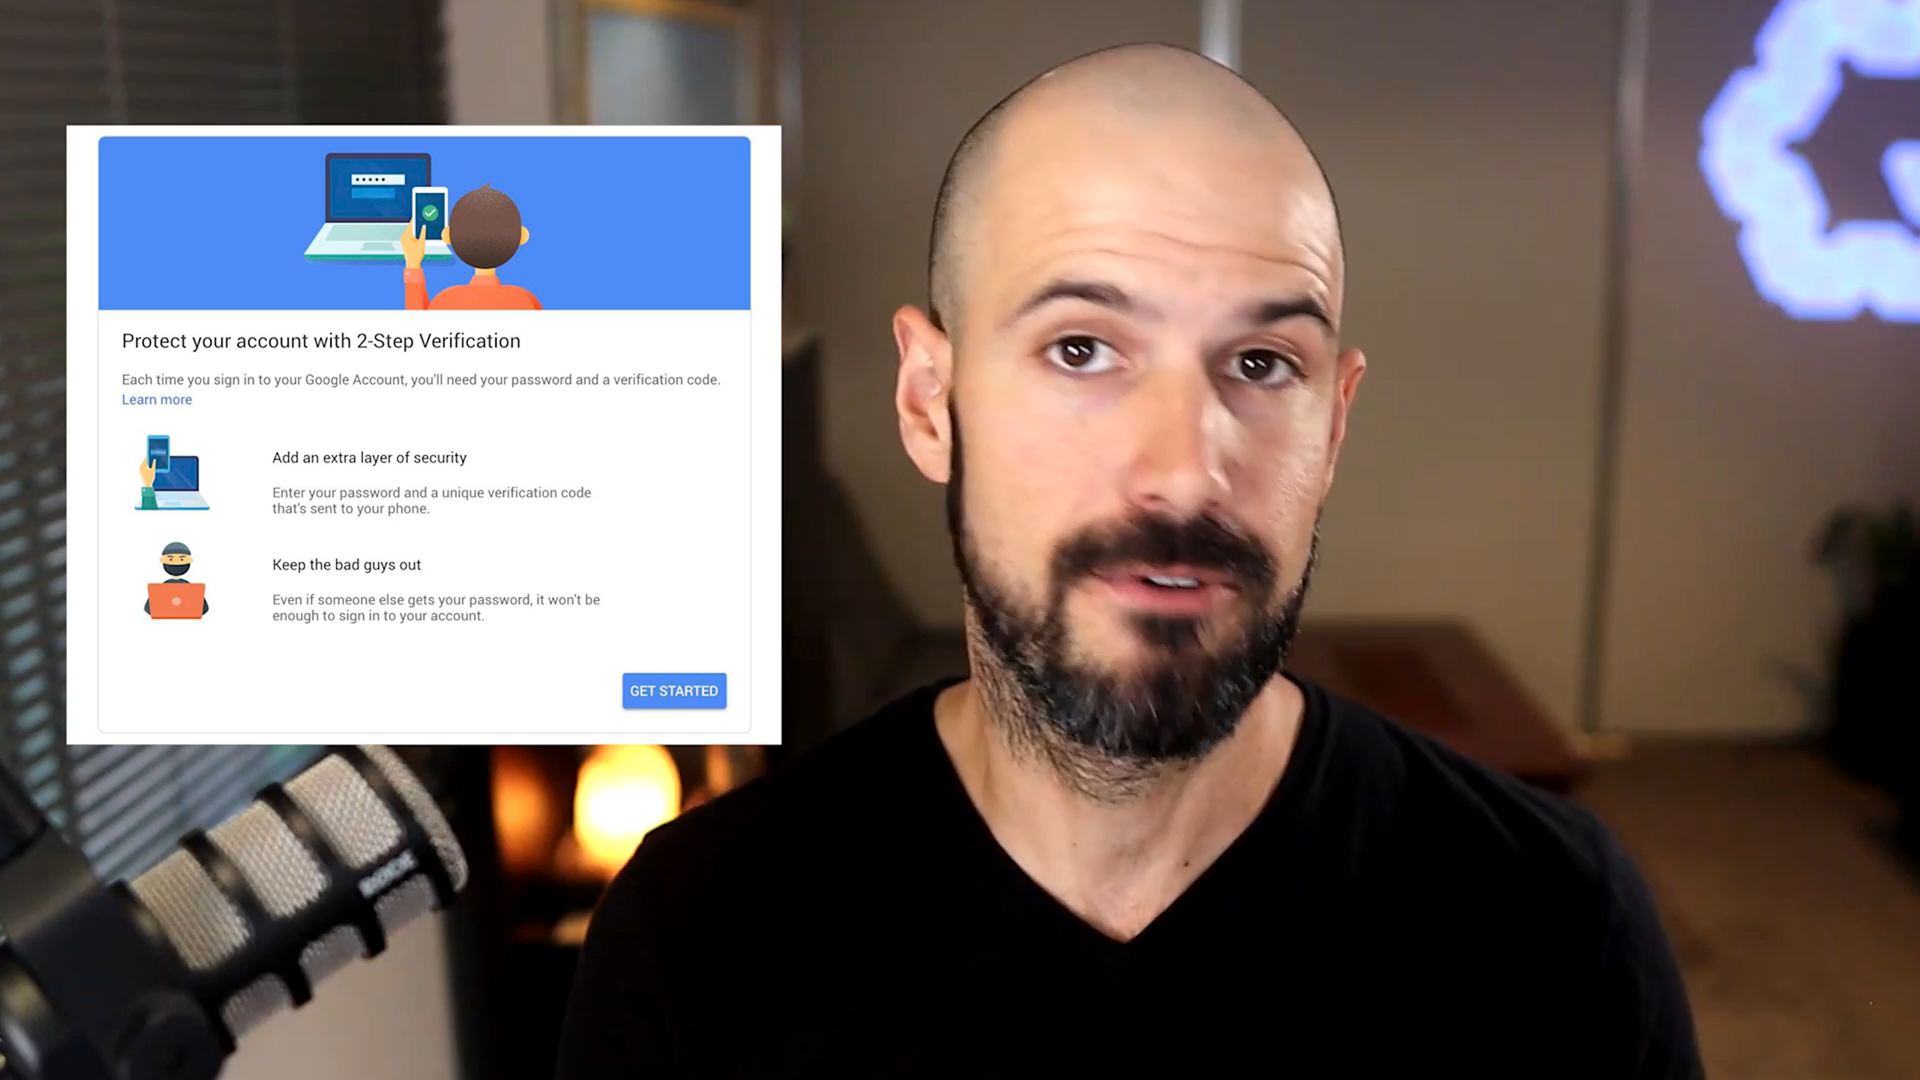 Protect your account with 2-Step Verification
Each time you sign in to your Google Account, you'll need your password and a verification code.
Learn more
Add an extra layer of security
Enter your password and a unique verification code
that's sent to your phone.
Keep the bad guys out
Even if someone else gets your password, it won't be
enough to sign in to your account.
GET STARTED
RODE